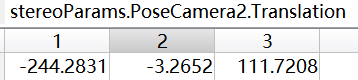 stereoParams.PoseCamera2.Translation
1 2 3
-244.2831 -3.2652 111.7208